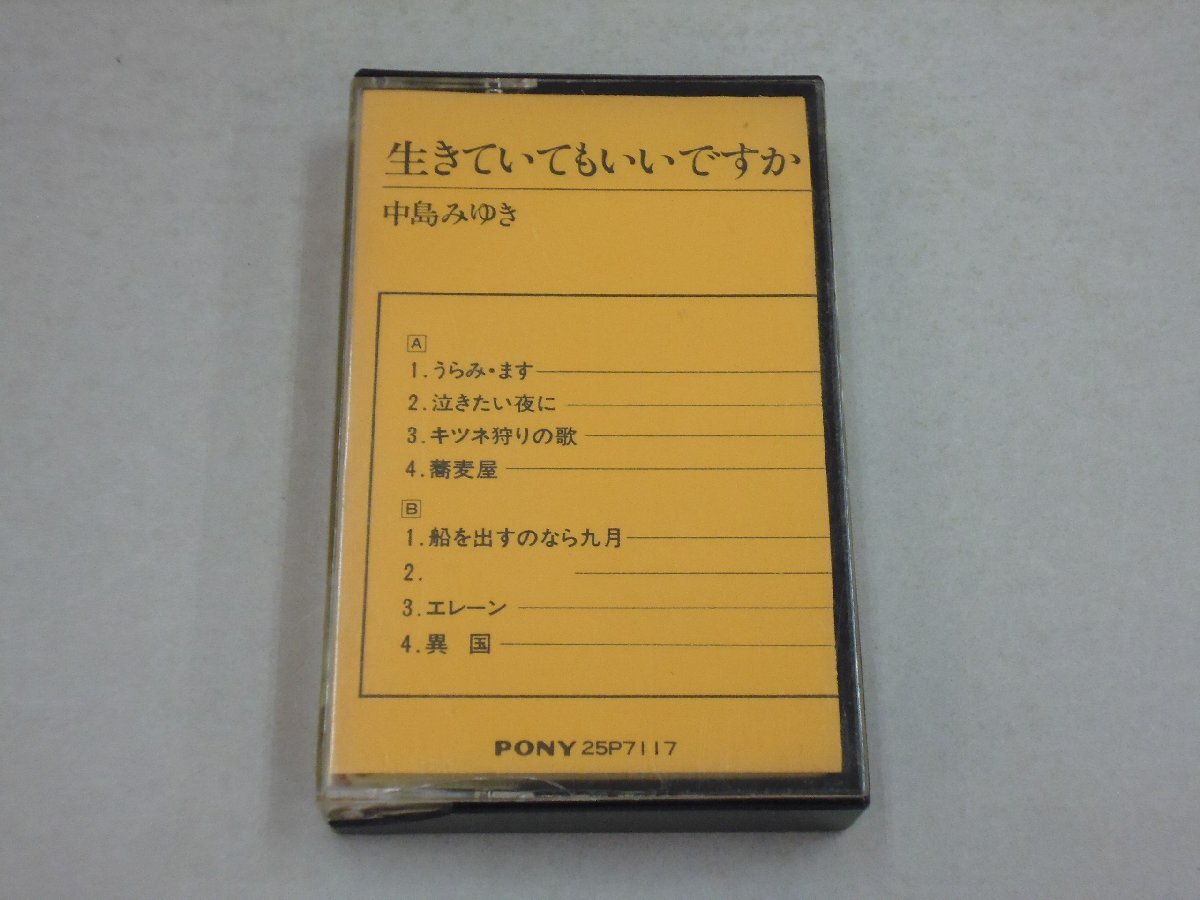 生きていてもいいですか
中島みゆき
A
1.うらみ・ます
2.泣きたい夜に
3.キツネ狩りの歌
4.蕎麦屋
B
1.船を出すのなら九月
2.
3.エレーン
4.異 国
PONY 25P7117